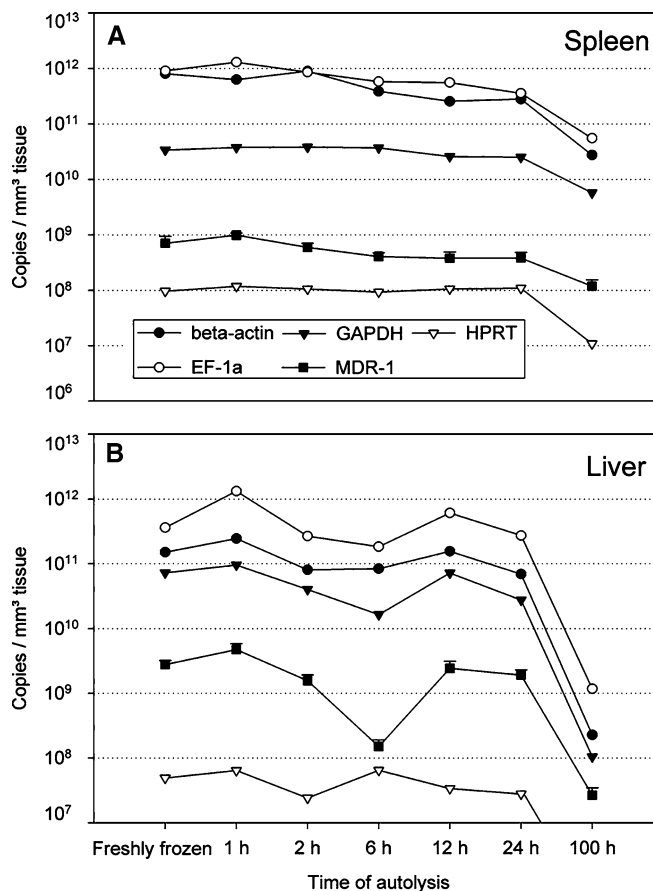 10¹³
A
Spleen
10¹²
10¹¹
10¹⁰
10⁹
10⁸
10⁷
10⁶
Copies / mm³ tissue
beta-actin GAPDH HPRT
EF-1a MDR-1
10¹³
B
Liver
10¹²
10¹¹
10¹⁰
10⁹
10⁸
10⁷
Copies / mm³ tissue
Freshly frozen 1 h 2 h 6 h 12 h 24 h 100 h
Time of autolysis